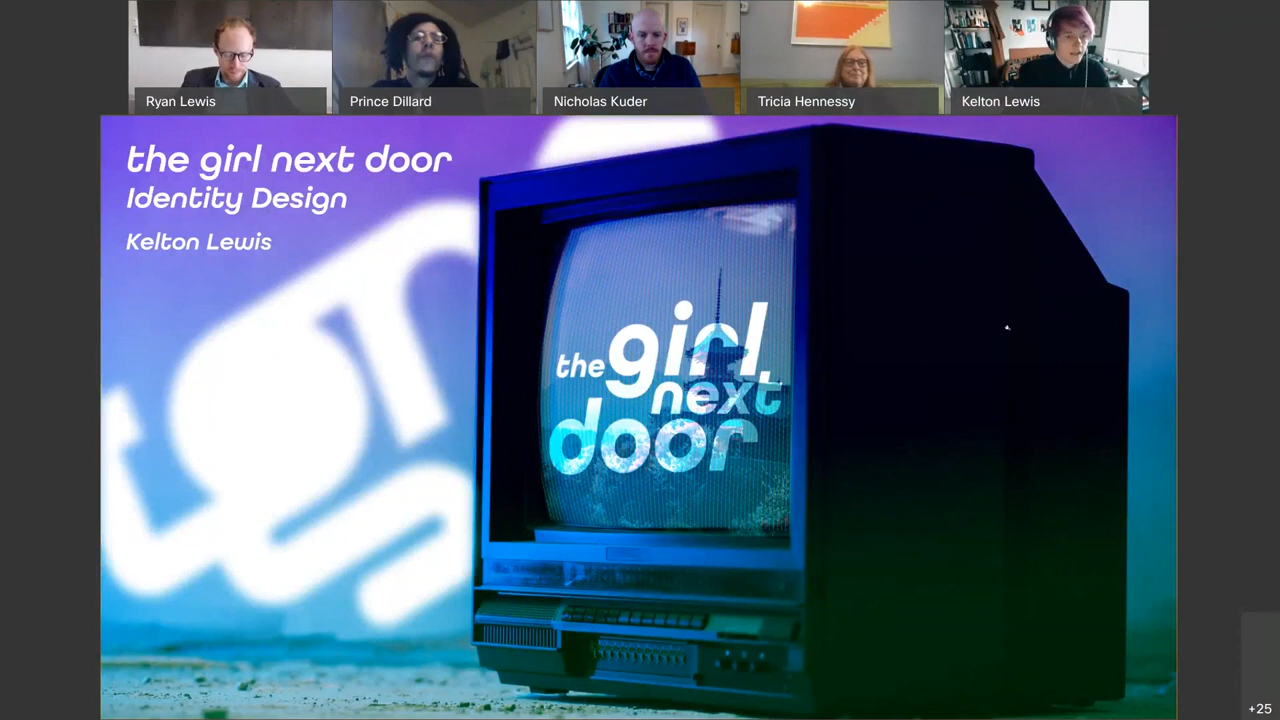 Ryan Lewis
Prince Dillard
Nicholas Kuder
Tricia Hennessy
Kelton Lewis
the girl next door
Identity Design
Kelton Lewis
the girl
next
door
+25